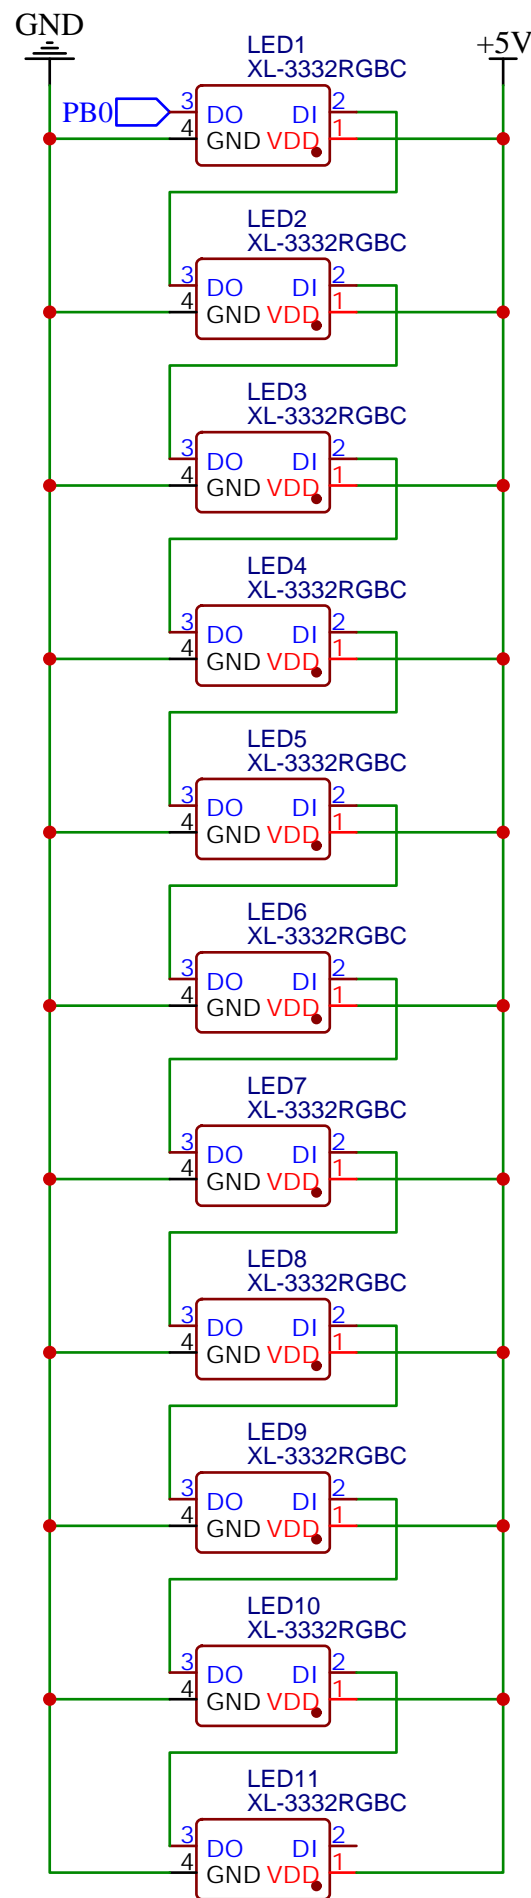 GND
+5V
LED1
XL-3332RGBC
PB0
3 DO DI 2
4 GND VDD 1
LED2
XL-3332RGBC
3 DO DI 2
4 GND VDD 1
LED3
XL-3332RGBC
3 DO DI 2
4 GND VDD 1
LED4
XL-3332RGBC
3 DO DI 2
4 GND VDD 1
LED5
XL-3332RGBC
3 DO DI 2
4 GND VDD 1
LED6
XL-3332RGBC
3 DO DI 2
4 GND VDD 1
LED7
XL-3332RGBC
3 DO DI 2
4 GND VDD 1
LED8
XL-3332RGBC
3 DO DI 2
4 GND VDD 1
LED9
XL-3332RGBC
3 DO DI 2
4 GND VDD 1
LED10
XL-3332RGBC
3 DO DI 2
4 GND VDD 1
LED11
XL-3332RGBC
3 DO DI 2
4 GND VDD 1